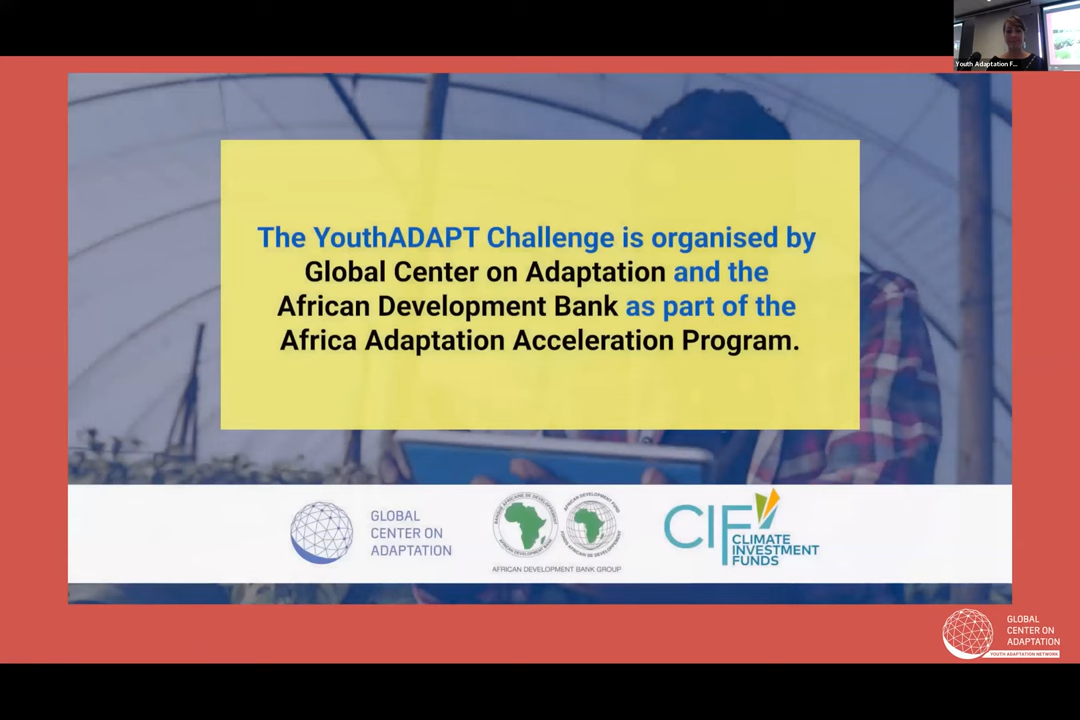 Youth Adaptation F...
The YouthADAPT Challenge is organised by
Global Center on Adaptation and the
African Development Bank as part of the
Africa Adaptation Acceleration Program.
GLOBAL
CENTER ON
ADAPTATION
AFRICAN DEVELOPMENT BANK GROUP
CIF
CLIMATE
INVESTMENT
FUNDS
GLOBAL
CENTER ON
ADAPTATION
YOUTH ADAPTATION NETWORK